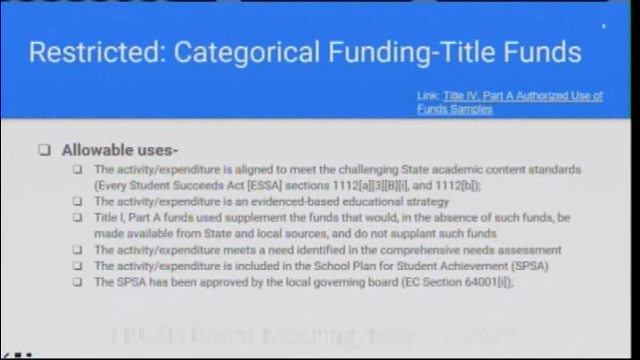 Restricted: Categorical Funding-Title Funds
Link: Title IV, Part A Authorized Use of
Funds Samples
Allowable uses-
The activity/expenditure is aligned to meet the challenging State academic content standards
(Every Student Succeeds Act [ESSA] sections 1112[a][3][B][i], and 1112[b]);
The activity/expenditure is an evidenced-based educational strategy
Title I, Part A funds used supplement the funds that would, in the absence of such funds, be
made available from State and local sources, and do not supplant such funds
The activity/expenditure meets a need identified in the comprehensive needs assessment
The activity/expenditure is included in the School Plan for Student Achievement (SPSA)
The SPSA has been approved by the local governing board (EC Section 64001[i]);
Board Meeting, May